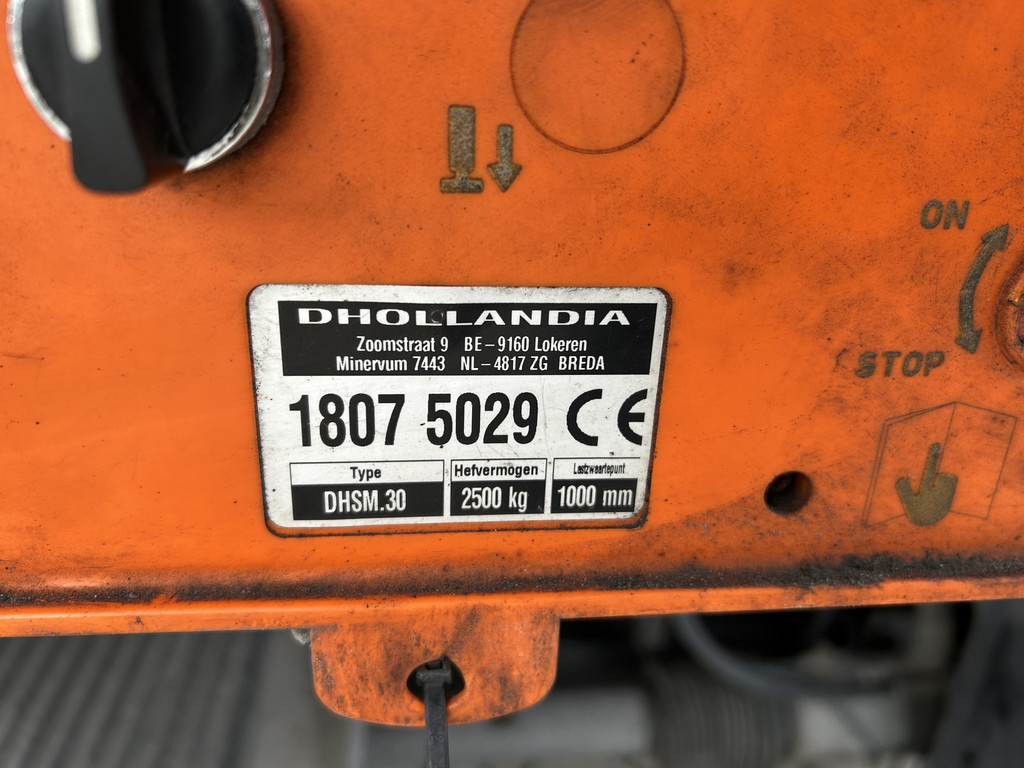 DHOLLANDIA
Zoomstraat 9 BE – 9160 Lokeren
Minervum 7443 NL – 4817 ZG BREDA
1807 5029 CE
Type Hefvermogen Lastzwaartepunt
DHSM.30 2500 kg 1000 mm
ON
STOP